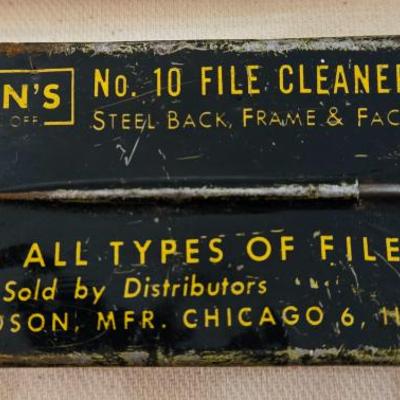 N'S No. 10 FILE CLEANER
OFF. STEEL BACK, FRAME & FAC
ALL TYPES OF FILE
Sold by Distributors
DSON, MFR. CHICAGO 6,